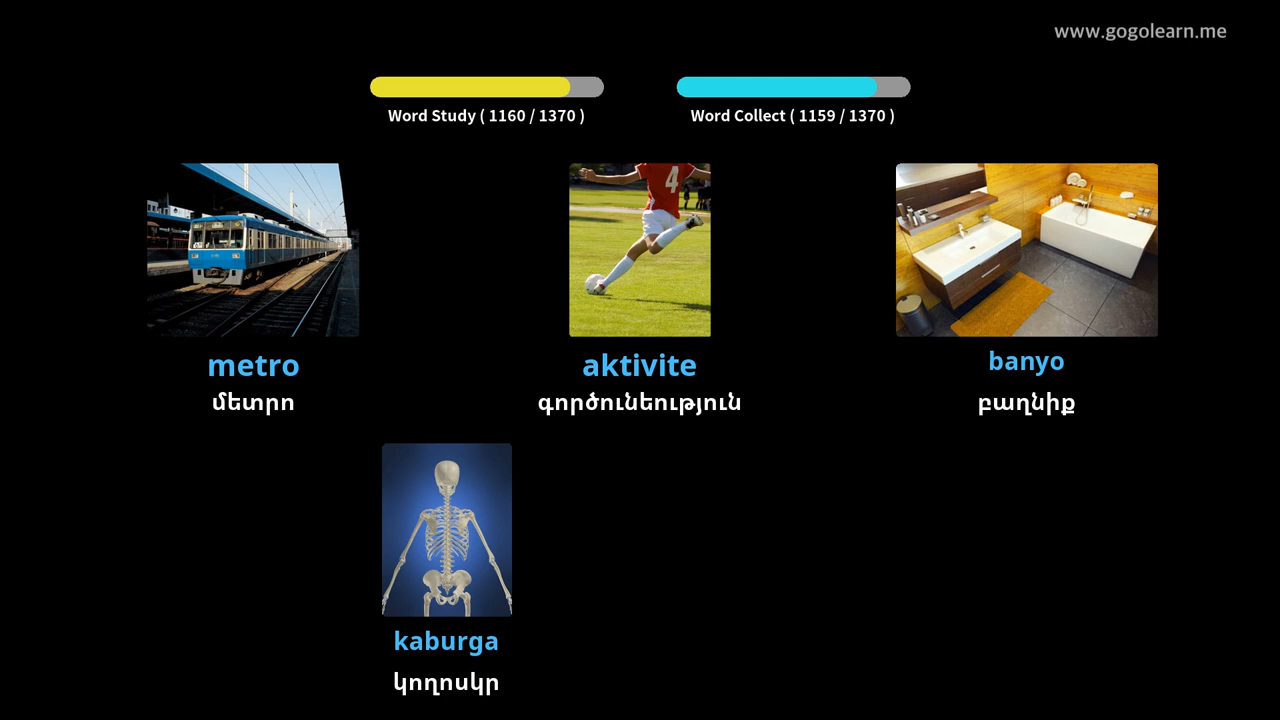 www.gogolearn.me
Word Study ( 1160 / 1370 )
Word Collect ( 1159 / 1370 )
metro
մետրո
aktivite
գործունեություն
banyo
բաղնիք
kaburga
կողոսկր
4